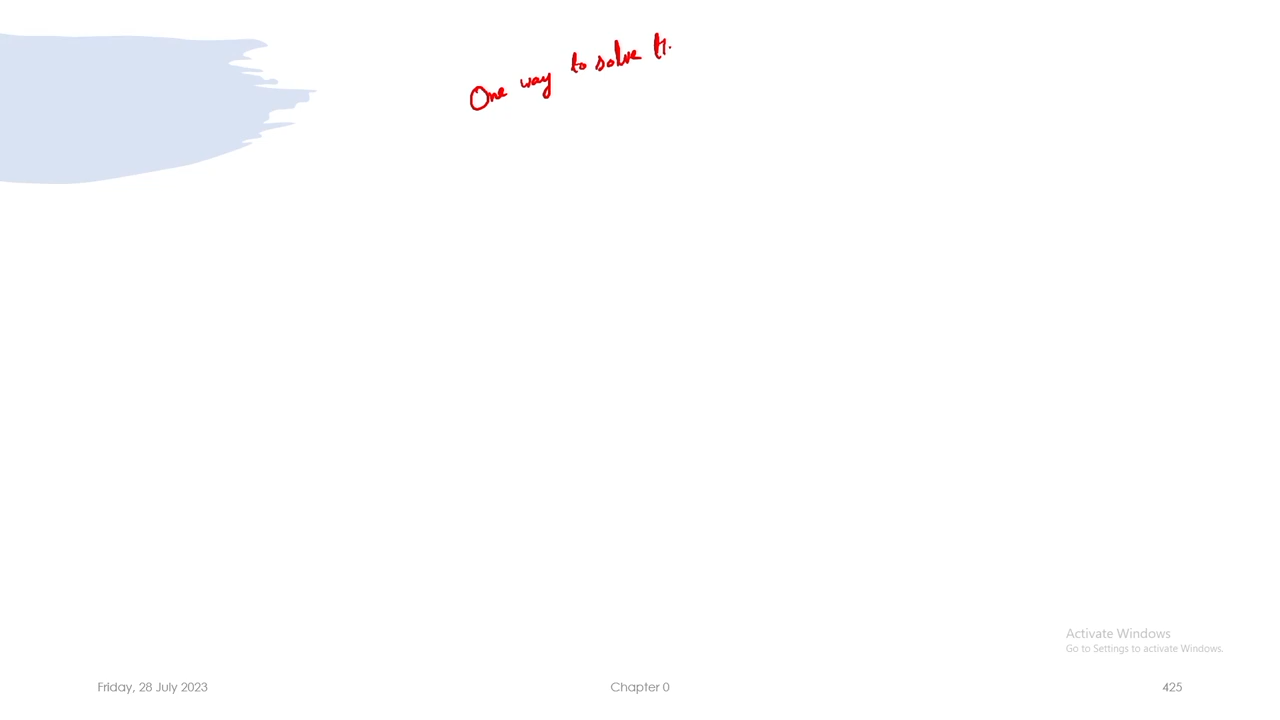 One way to solve it.
Activate Windows
Go to Settings to activate Windows.
Friday, 28 July 2023
Chapter 0
425